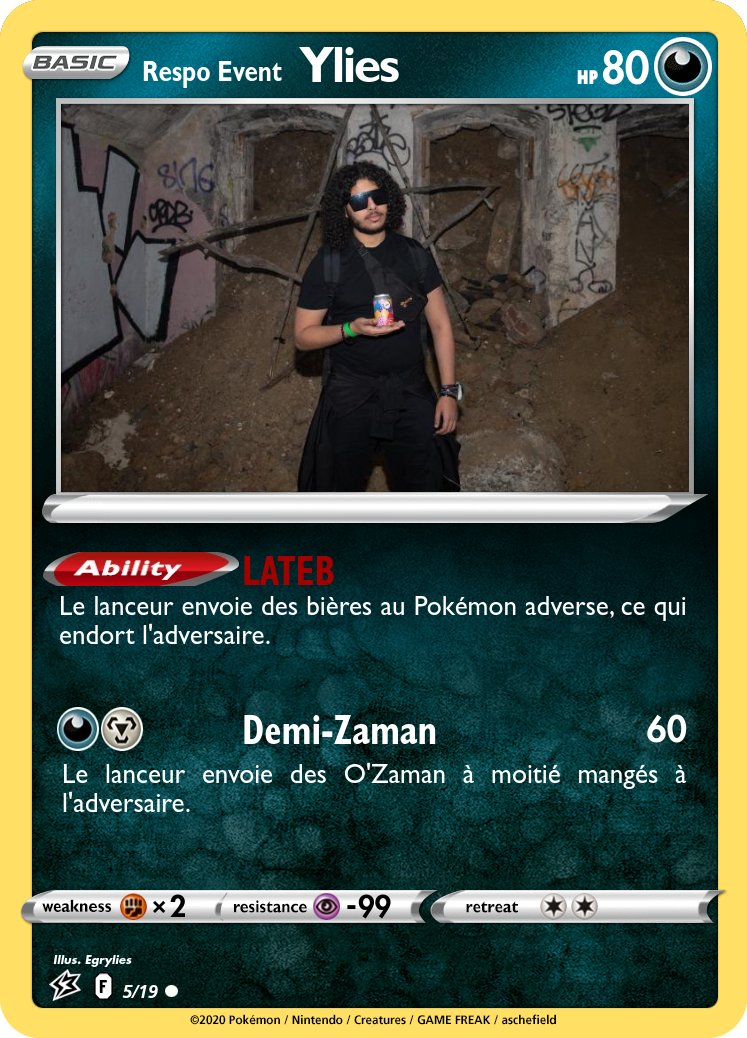 BASIC Respo Event Ylies HP 80
8/16
Ability LATEB
Le lanceur envoie des bières au Pokémon adverse, ce qui
endort l'adversaire.
Demi-Zaman 60
Le lanceur envoie des O'Zaman à moitié mangés à
l'adversaire.
weakness ×2 resistance -99 retreat
Illus. Egrylies
F 5/19
©2020 Pokémon / Nintendo / Creatures / GAME FREAK / aschefield